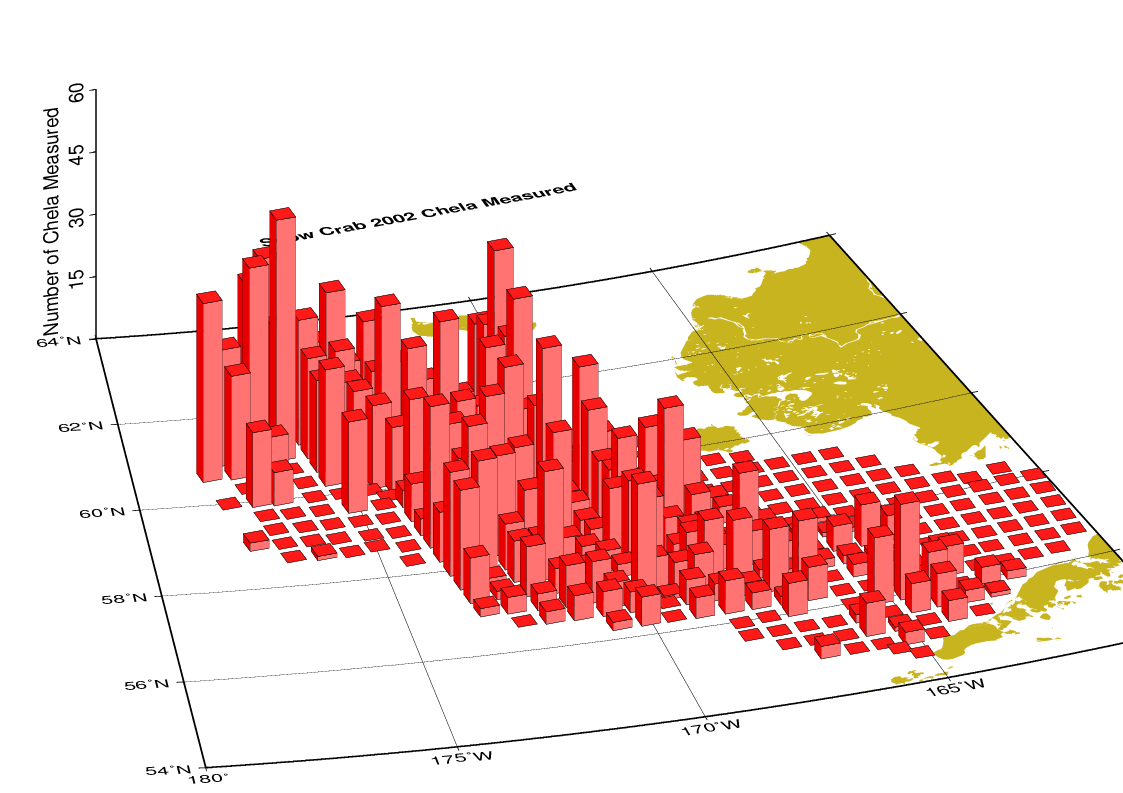 60
45
30
15
Number of Chela Measured
Snow Crab 2002 Chela Measured
64°N
62°N
60°N
58°N
56°N
54°N
180°
175°W
170°W
165°W